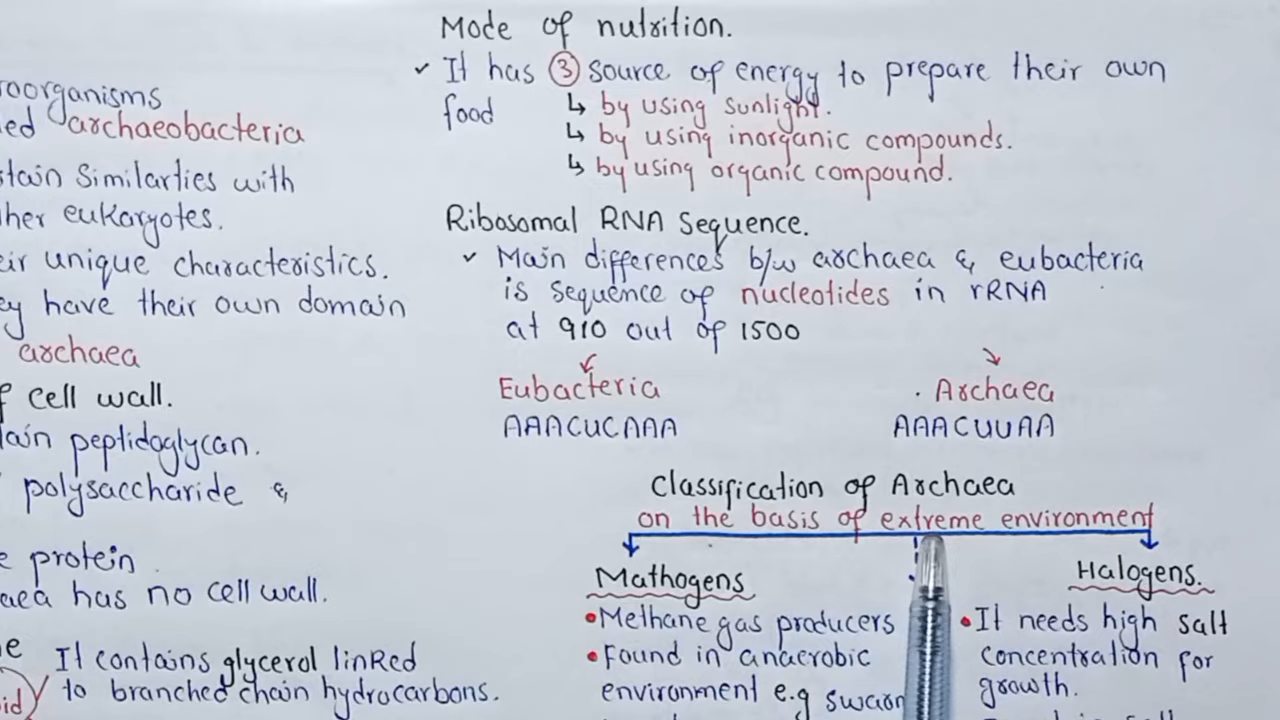 roorganisms
ed archaeobacteria
tain Similarties with
her eukaryotes.
eir unique characteristics.
ey have their own domain
archaea
f cell wall.
tain peptidoglycan.
polysaccharide &
e protein
aea has no cell wall.
e
id
It contains glycerol linked
to branched chain hydrocarbons.
Mode of nutrition.
✓ It has 3 source of energy to prepare their own
food ↳ by using sunlight.
↳ by using inorganic compounds.
↳ by using organic compound.
Ribosomal RNA Sequence.
✓ Main differences b/w archaea & eubacteria
is sequence of nucleotides in rRNA
at 910 out of 1500
Eubacteria
AAACUCAAA
Archaea
AAACUUAA
Classification of Archaea
on the basis of extreme environment
Mathogens
• Methane gas producers
• Found in anaerobic
environment e.g swam
Halogens.
• It needs high salt
concentration for
growth.